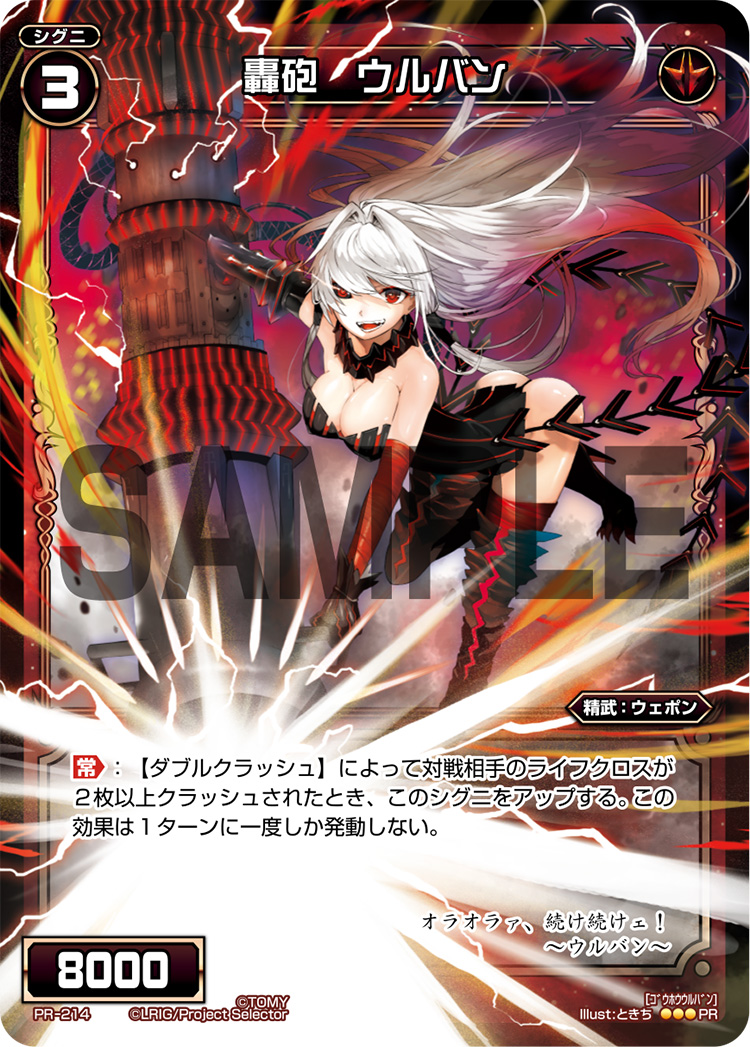 シグニ
3
轟砲 ウルバン
SAMPLE
精武:ウェポン
常:【ダブルクラッシュ】によって対戦相手のライフクロスが
2枚以上クラッシュされたとき、このシグニをアップする。この
効果は1ターンに一度しか発動しない。
オラオラァ、続け続けェ!
~ウルバン~
8000
©TOMY
PR-214 ©LRIG/Project Selector
[ゴウホウウルバン]
Illust:ときち PR